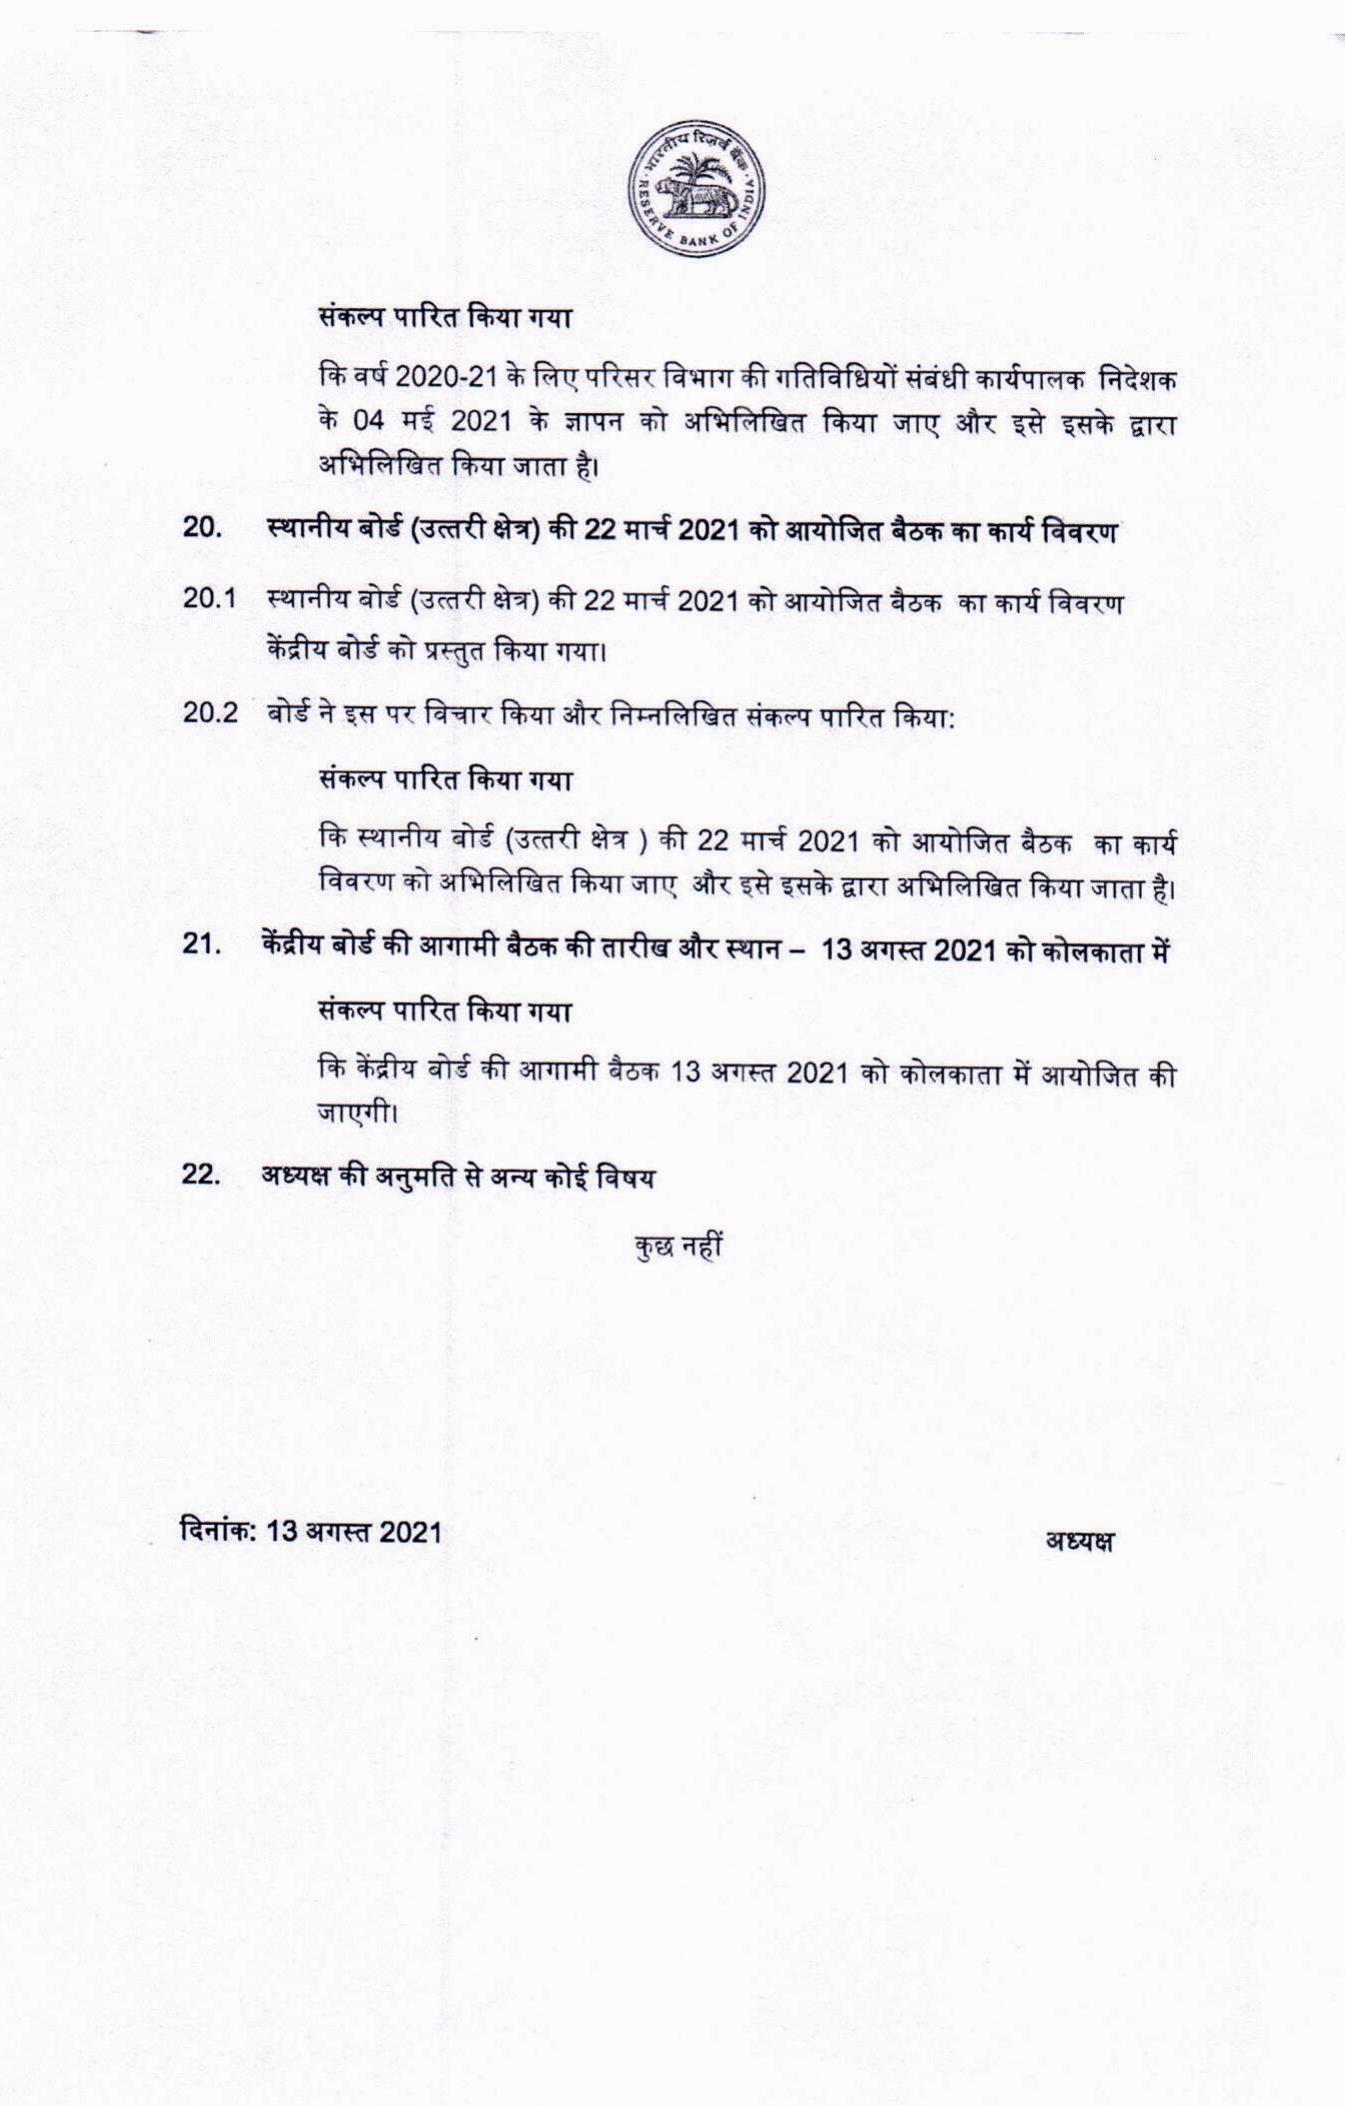 भारतीय रिज़र्व बैंक
RESERVE BANK OF INDIA
संकल्प पारित किया गया
कि वर्ष 2020-21 के लिए परिसर विभाग की गतिविधियों संबंधी कार्यपालक निदेशक
के 04 मई 2021 के ज्ञापन को अभिलिखित किया जाए और इसे इसके द्वारा
अभिलिखित किया जाता है।
20. स्थानीय बोर्ड (उत्तरी क्षेत्र) की 22 मार्च 2021 को आयोजित बैठक का कार्य विवरण
20.1 स्थानीय बोर्ड (उत्तरी क्षेत्र) की 22 मार्च 2021 को आयोजित बैठक का कार्य विवरण
केंद्रीय बोर्ड को प्रस्तुत किया गया।
20.2 बोर्ड ने इस पर विचार किया और निम्नलिखित संकल्प पारित किया:
संकल्प पारित किया गया
कि स्थानीय बोर्ड (उत्तरी क्षेत्र ) की 22 मार्च 2021 को आयोजित बैठक का कार्य
विवरण को अभिलिखित किया जाए और इसे इसके द्वारा अभिलिखित किया जाता है।
21. केंद्रीय बोर्ड की आगामी बैठक की तारीख और स्थान – 13 अगस्त 2021 को कोलकाता में
संकल्प पारित किया गया
कि केंद्रीय बोर्ड की आगामी बैठक 13 अगस्त 2021 को कोलकाता में आयोजित की
जाएगी।
22. अध्यक्ष की अनुमति से अन्य कोई विषय
कुछ नहीं
दिनांक: 13 अगस्त 2021
अध्यक्ष